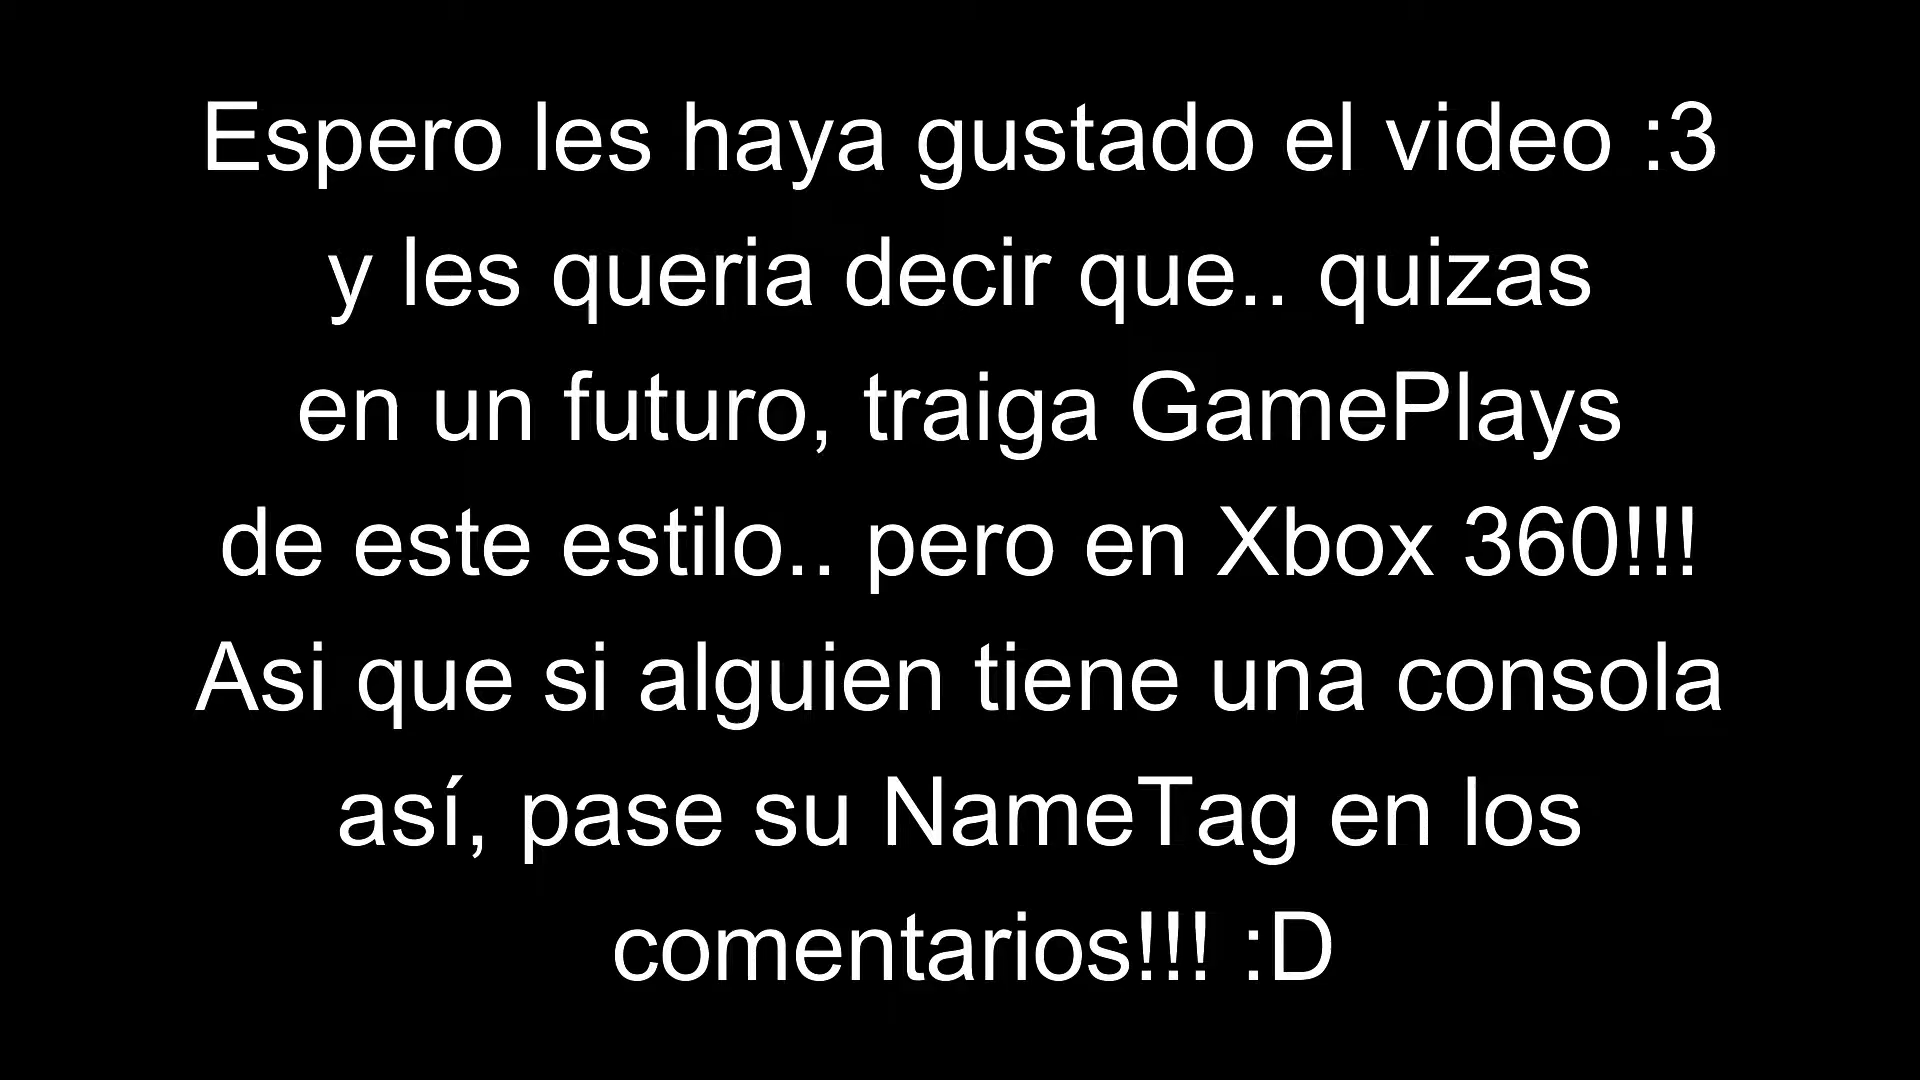 Espero les haya gustado el video :3
y les queria decir que.. quizas
en un futuro, traiga GamePlays
de este estilo.. pero en Xbox 360!!!
Asi que si alguien tiene una consola
así, pase su NameTag en los
comentarios!!! :D